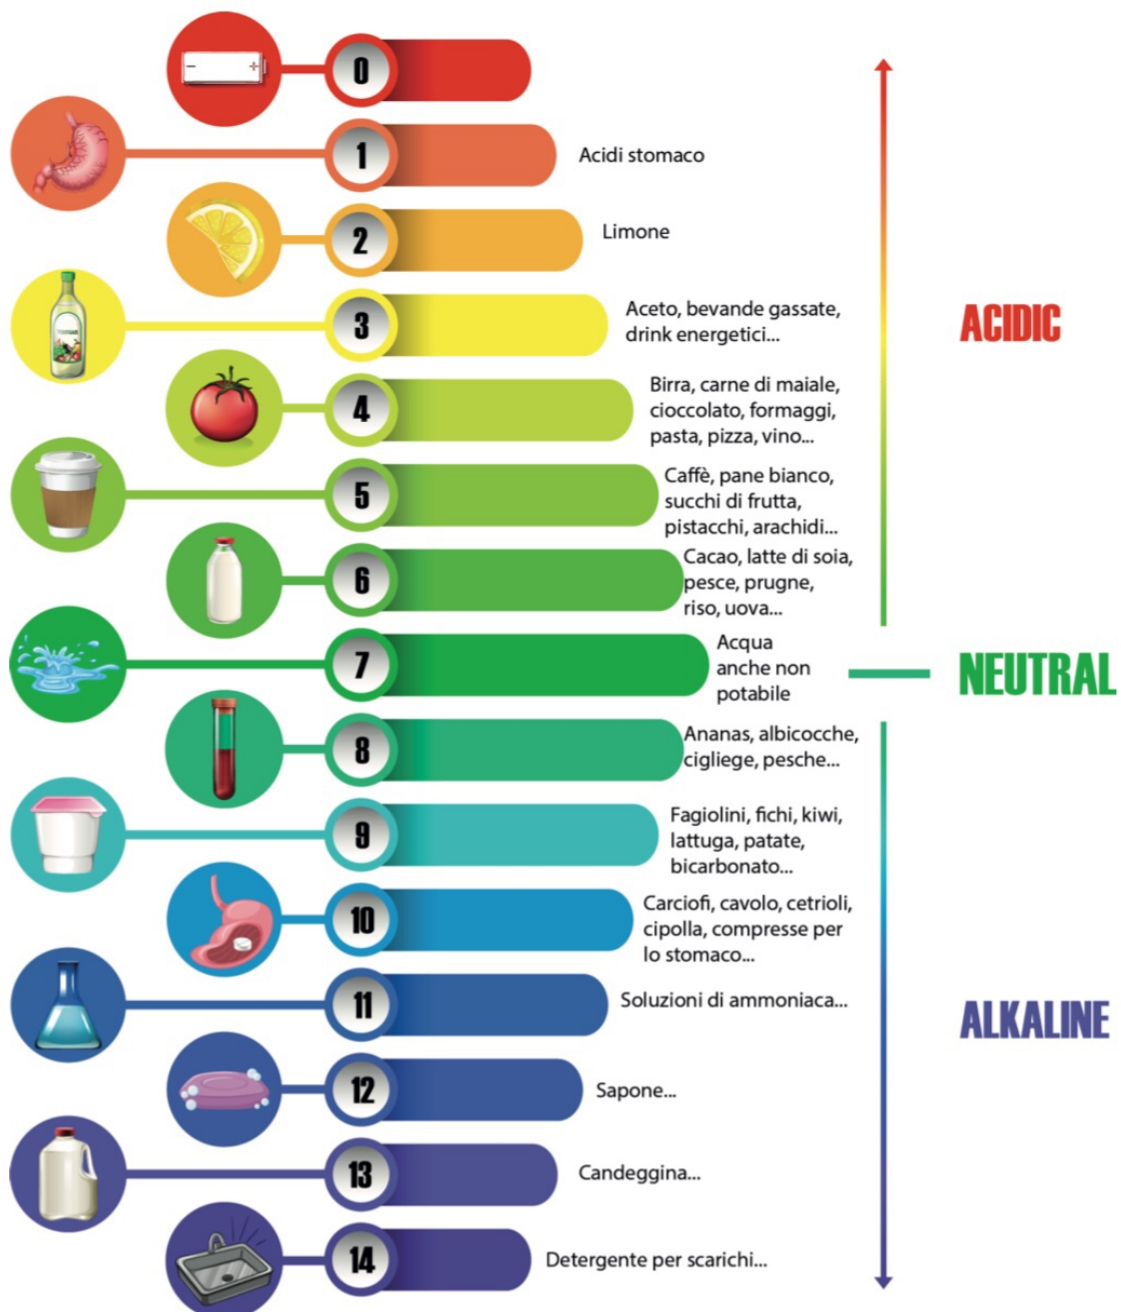 0
1
Acidi stomaco
2
Limone
3
Aceto, bevande gassate,
drink energetici...
ACIDIC
4
Birra, carne di maiale,
cioccolato, formaggi,
pasta, pizza, vino...
5
Caffè, pane bianco,
succhi di frutta,
pistacchi, arachidi...
6
Cacao, latte di soia,
pesce, prugne,
riso, uova...
7
Acqua
anche non
potabile
NEUTRAL
8
Ananas, albicocche,
cigliege, pesche...
9
Fagiolini, fichi, kiwi,
lattuga, patate,
bicarbonato...
10
Carciofi, cavolo, cetrioli,
cipolla, compresse per
lo stomaco...
11
Soluzioni di ammoniaca...
ALKALINE
12
Sapone...
13
Candeggina...
14
Detergente per scarichi...